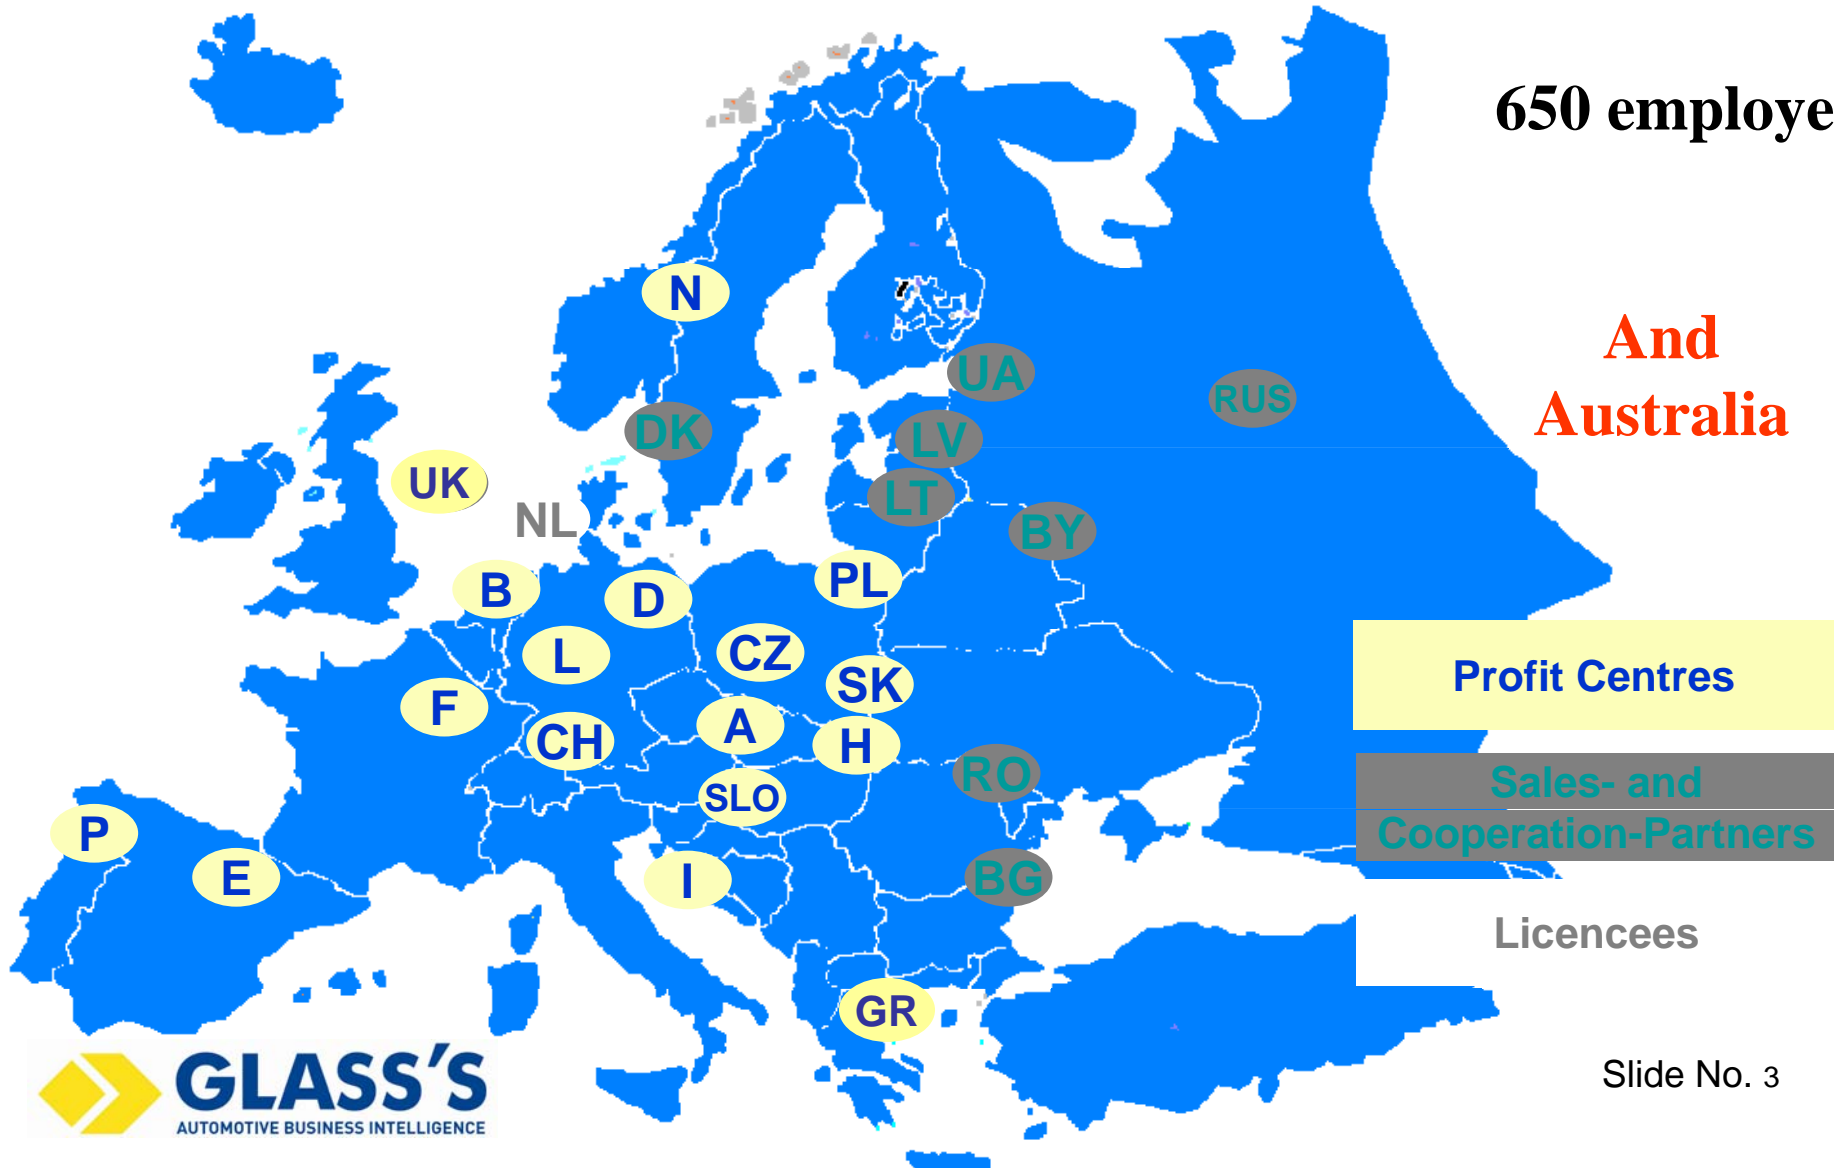 650 employe
And
Australia
N
UA
RUS
DK
LV
UK
LT
NL
BY
B
D
PL
L
CZ
SK
F
CH
A
H
RO
SLO
P
E
I
BG
GR
Profit Centres
Sales- and
Cooperation-Partners
Licencees
GLASS'S
AUTOMOTIVE BUSINESS INTELLIGENCE
Slide No. 3